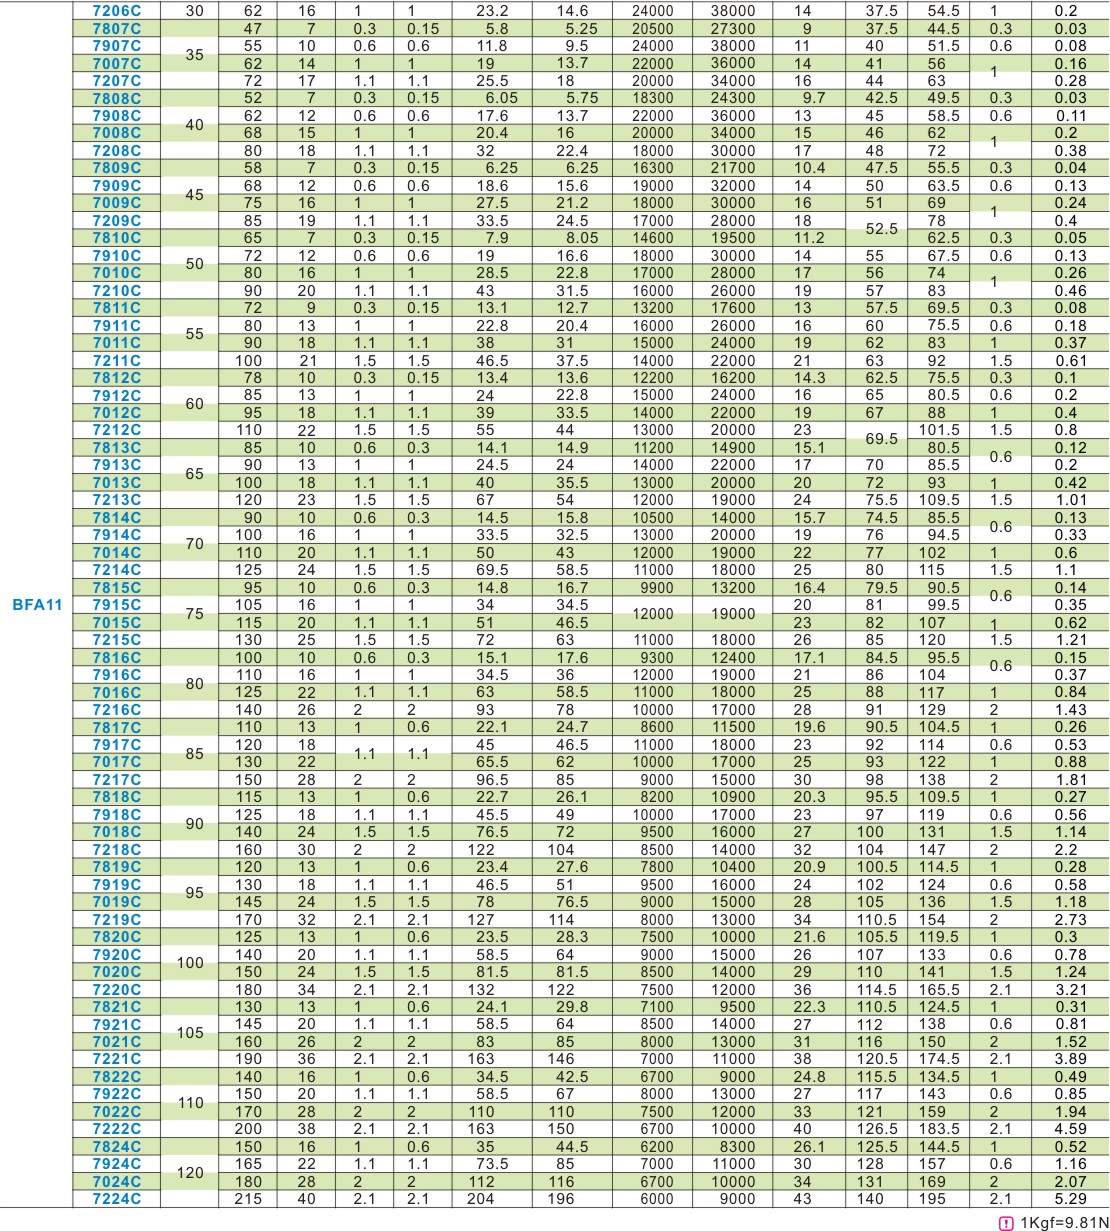 7206C 30 62 16 1 1 23.2 14.6 24000 38000 14 37.5 54.5 1 0.2
7807C 47 7 0.3 0.15 5.8 5.25 20500 27300 9 37.5 44.5 0.3 0.03
7907C 35 55 10 0.6 0.6 11.8 9.5 24000 38000 11 40 51.5 0.6 0.08
7007C 62 14 1 1 19 13.7 22000 36000 14 41 56 1 0.16
7207C 72 17 1.1 1.1 25.5 18 20000 34000 16 44 63 0.28
7808C 52 7 0.3 0.15 6.05 5.75 18300 24300 9.7 42.5 49.5 0.3 0.03
7908C 40 62 12 0.6 0.6 17.6 13.7 22000 36000 13 45 58.5 0.6 0.11
7008C 68 15 1 1 20.4 16 20000 34000 15 46 62 1 0.2
7208C 80 18 1.1 1.1 32 22.4 18000 30000 17 48 72 0.38
7809C 58 7 0.3 0.15 6.25 6.25 16300 21700 10.4 47.5 55.5 0.3 0.04
7909C 45 68 12 0.6 0.6 18.6 15.6 19000 32000 14 50 63.5 0.6 0.13
7009C 75 16 1 1 27.5 21.2 18000 30000 16 51 69 1 0.24
7209C 85 19 1.1 1.1 33.5 24.5 17000 28000 18 52.5 78 0.4
7810C 65 7 0.3 0.15 7.9 8.05 14600 19500 11.2 62.5 0.3 0.05
7910C 50 72 12 0.6 0.6 19 16.6 18000 30000 14 55 67.5 0.6 0.13
7010C 80 16 1 1 28.5 22.8 17000 28000 17 56 74 1 0.26
7210C 90 20 1.1 1.1 43 31.5 16000 26000 19 57 83 0.46
7811C 72 9 0.3 0.15 13.1 12.7 13200 17600 13 57.5 69.5 0.3 0.08
7911C 55 80 13 1 1 22.8 20.4 16000 26000 16 60 75.5 0.6 0.18
7011C 90 18 1.1 1.1 38 31 15000 24000 19 62 83 1 0.37
7211C 100 21 1.5 1.5 46.5 37.5 14000 22000 21 63 92 1.5 0.61
7812C 78 10 0.3 0.15 13.4 13.6 12200 16200 14.3 62.5 75.5 0.3 0.1
7912C 60 85 13 1 1 24 22.8 15000 24000 16 65 80.5 0.6 0.2
7012C 95 18 1.1 1.1 39 33.5 14000 22000 19 67 88 1 0.4
7212C 110 22 1.5 1.5 55 44 13000 20000 23 69.5 101.5 1.5 0.8
7813C 85 10 0.6 0.3 14.1 14.9 11200 14900 15.1 80.5 0.6 0.12
7913C 65 90 13 1 1 24.5 24 14000 22000 17 70 85.5 0.2
7013C 100 18 1.1 1.1 40 35.5 13000 20000 20 72 93 1 0.42
7213C 120 23 1.5 1.5 67 54 12000 19000 24 75.5 109.5 1.5 1.01
7814C 90 10 0.6 0.3 14.5 15.8 10500 14000 15.7 74.5 85.5 0.6 0.13
7914C 70 100 16 1 1 33.5 32.5 13000 20000 19 76 94.5 0.33
7014C 110 20 1.1 1.1 50 43 12000 19000 22 77 102 1 0.6
7214C 125 24 1.5 1.5 69.5 58.5 11000 18000 25 80 115 1.5 1.1
7815C 95 10 0.6 0.3 14.8 16.7 9900 13200 16.4 79.5 90.5 0.6 0.14
BFA11 7915C 75 105 16 1 1 34 34.5 12000 19000 20 81 99.5 0.35
7015C 115 20 1.1 1.1 51 46.5 23 82 107 1 0.62
7215C 130 25 1.5 1.5 72 63 11000 18000 26 85 120 1.5 1.21
7816C 100 10 0.6 0.3 15.1 17.6 9300 12400 17.1 84.5 95.5 0.6 0.15
7916C 80 110 16 1 1 34.5 36 12000 19000 21 86 104 0.37
7016C 125 22 1.1 1.1 63 58.5 11000 18000 25 88 117 1 0.84
7216C 140 26 2 2 93 78 10000 17000 28 91 129 2 1.43
7817C 110 13 1 0.6 22.1 24.7 8600 11500 19.6 90.5 104.5 1 0.26
7917C 85 120 18 1.1 1.1 45 46.5 11000 18000 23 92 114 0.6 0.53
7017C 130 22 65.5 62 10000 17000 25 93 122 1 0.88
7217C 150 28 2 2 96.5 85 9000 15000 30 98 138 2 1.81
7818C 115 13 1 0.6 22.7 26.1 8200 10900 20.3 95.5 109.5 1 0.27
7918C 90 125 18 1.1 1.1 45.5 49 10000 17000 23 97 119 0.6 0.56
7018C 140 24 1.5 1.5 76.5 72 9500 16000 27 100 131 1.5 1.14
7218C 160 30 2 2 122 104 8500 14000 32 104 147 2 2.2
7819C 120 13 1 0.6 23.4 27.6 7800 10400 20.9 100.5 114.5 1 0.28
7919C 95 130 18 1.1 1.1 46.5 51 9500 16000 24 102 124 0.6 0.58
7019C 145 24 1.5 1.5 78 76.5 9000 15000 28 105 136 1.5 1.18
7219C 170 32 2.1 2.1 127 114 8000 13000 34 110.5 154 2 2.73
7820C 125 13 1 0.6 23.5 28.3 7500 10000 21.6 105.5 119.5 1 0.3
7920C 100 140 20 1.1 1.1 58.5 64 9000 15000 26 107 133 0.6 0.78
7020C 150 24 1.5 1.5 81.5 81.5 8500 14000 29 110 141 1.5 1.24
7220C 180 34 2.1 2.1 132 122 7500 12000 36 114.5 165.5 2.1 3.21
7821C 130 13 1 0.6 24.1 29.8 7100 9500 22.3 110.5 124.5 1 0.31
7921C 105 145 20 1.1 1.1 58.5 64 8500 14000 27 112 138 0.6 0.81
7021C 160 26 2 2 83 85 8000 13000 31 116 150 2 1.52
7221C 190 36 2.1 2.1 163 146 7000 11000 38 120.5 174.5 2.1 3.89
7822C 140 16 1 0.6 34.5 42.5 6700 9000 24.8 115.5 134.5 1 0.49
7922C 110 150 20 1.1 1.1 58.5 67 8000 13000 27 117 143 0.6 0.85
7022C 170 28 2 2 110 110 7500 12000 33 121 159 2 1.94
7222C 200 38 2.1 2.1 163 150 6700 10000 40 126.5 183.5 2.1 4.59
7824C 150 16 1 0.6 35 44.5 6200 8300 26.1 125.5 144.5 1 0.52
7924C 120 165 22 1.1 1.1 73.5 85 7000 11000 30 128 157 0.6 1.16
7024C 180 28 2 2 112 116 6700 10000 34 131 169 2 2.07
7224C 215 40 2.1 2.1 204 196 6000 9000 43 140 195 2.1 5.29
! 1Kgf=9.81N